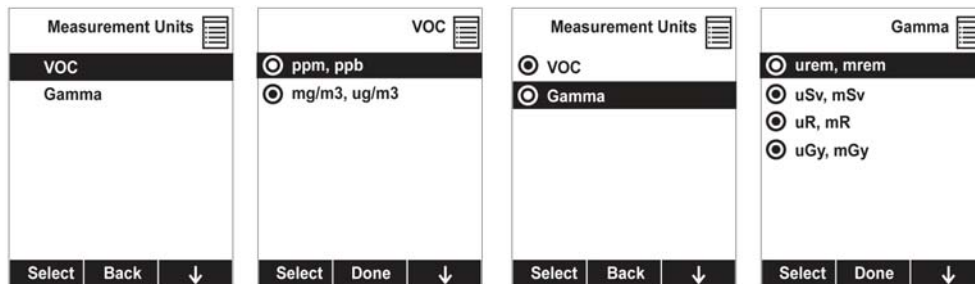 Measurement Units
VOC
Gamma
Select Back ↓
VOC
ppm, ppb
mg/m3, ug/m3
Select Done ↓
Measurement Units
VOC
Gamma
Select Back ↓
Gamma
urem, mrem
uSv, mSv
uR, mR
uGy, mGy
Select Done ↓